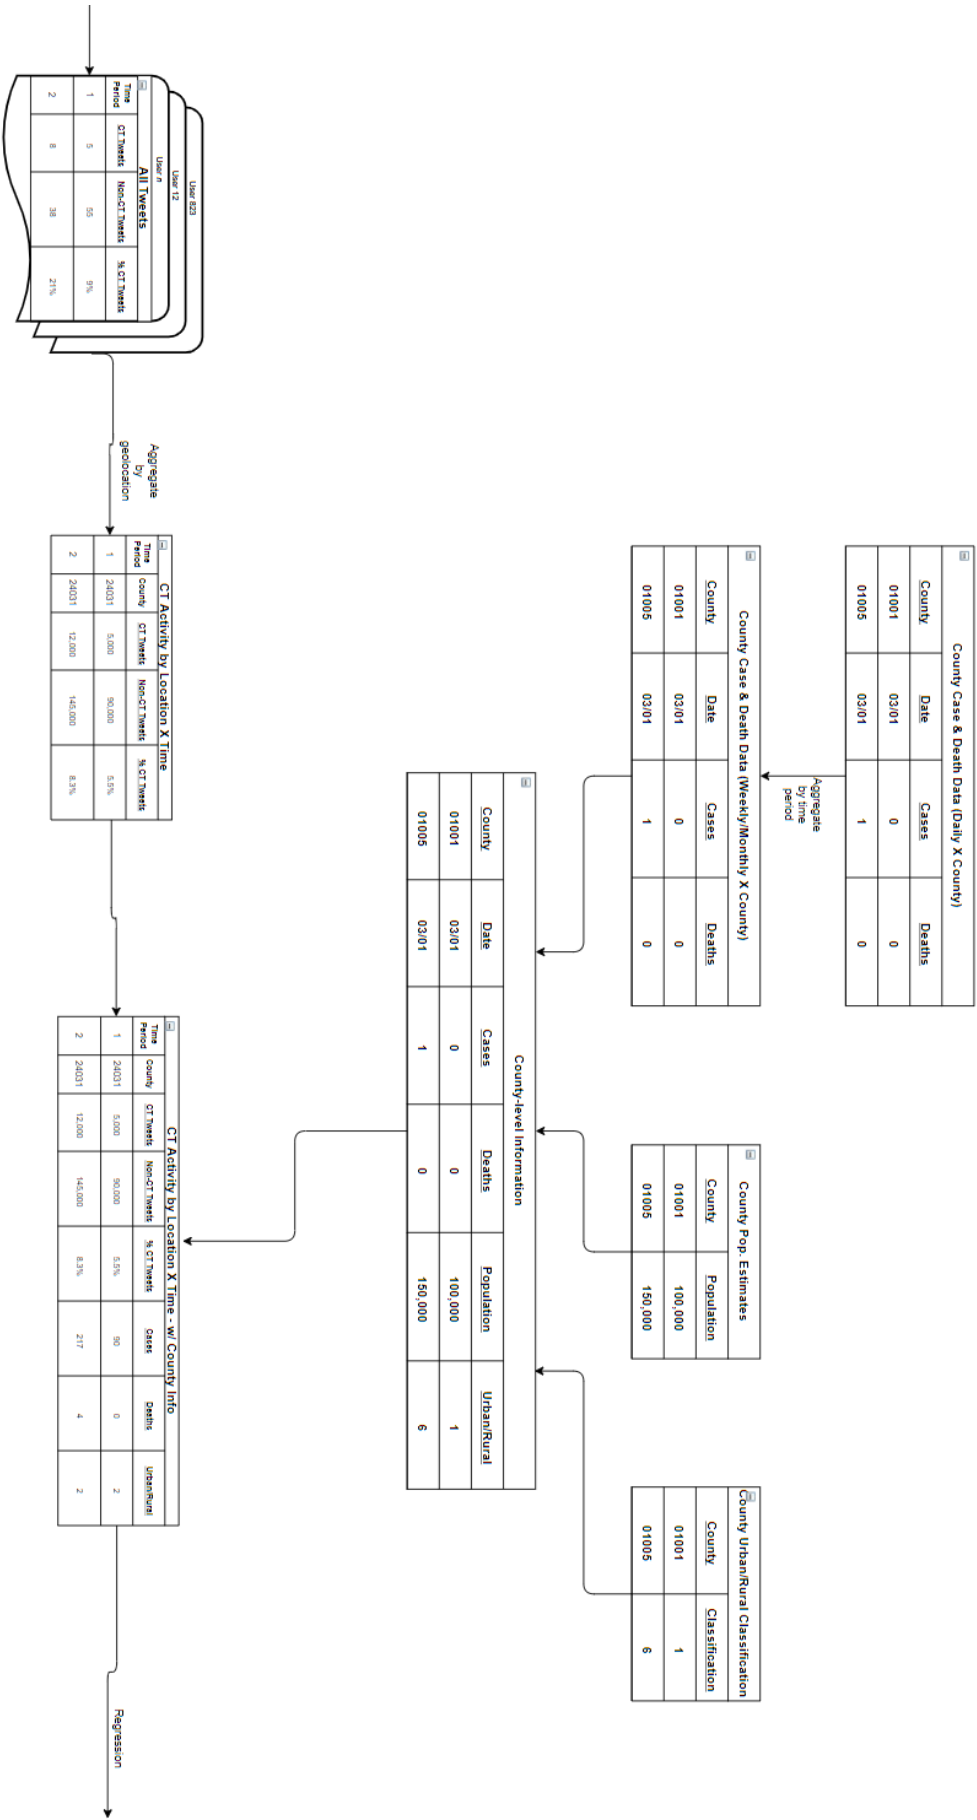 County Case & Death Data (Daily X County)
County Date Cases Deaths
01001 03/01 0 0
01005 03/01 1 0
Aggregate
by time
period
County Case & Death Data (Weekly/Monthly X County)
County Date Cases Deaths
01001 03/01 0 0
01005 03/01 1 0
County Pop. Estimates
County Population
01001 100,000
01005 150,000
County Urban/Rural Classification
County Classification
01001 1
01005 6
County-level Information
County Date Cases Deaths Population Urban/Rural
01001 03/01 0 0 100,000 1
01005 03/01 1 0 150,000 6
User 823
User 12
User n
All Tweets
Time
Period CT Tweets Non-CT Tweets % CT Tweets
1 5 55 9%
2 8 38 21%
Aggregate
by
geolocation
CT Activity by Location X Time
Time
Period County CT Tweets Non-CT Tweets % CT Tweets
1 24031 5,000 90,000 5.5%
2 24031 12,000 145,000 8.3%
CT Activity by Location X Time - w/ County Info
Time
Period County CT Tweets Non-CT Tweets % CT Tweets Cases Deaths Urban/Rural
1 24031 5,000 90,000 5.5% 90 0 2
2 24031 12,000 145,000 8.3% 217 4 2
Regression